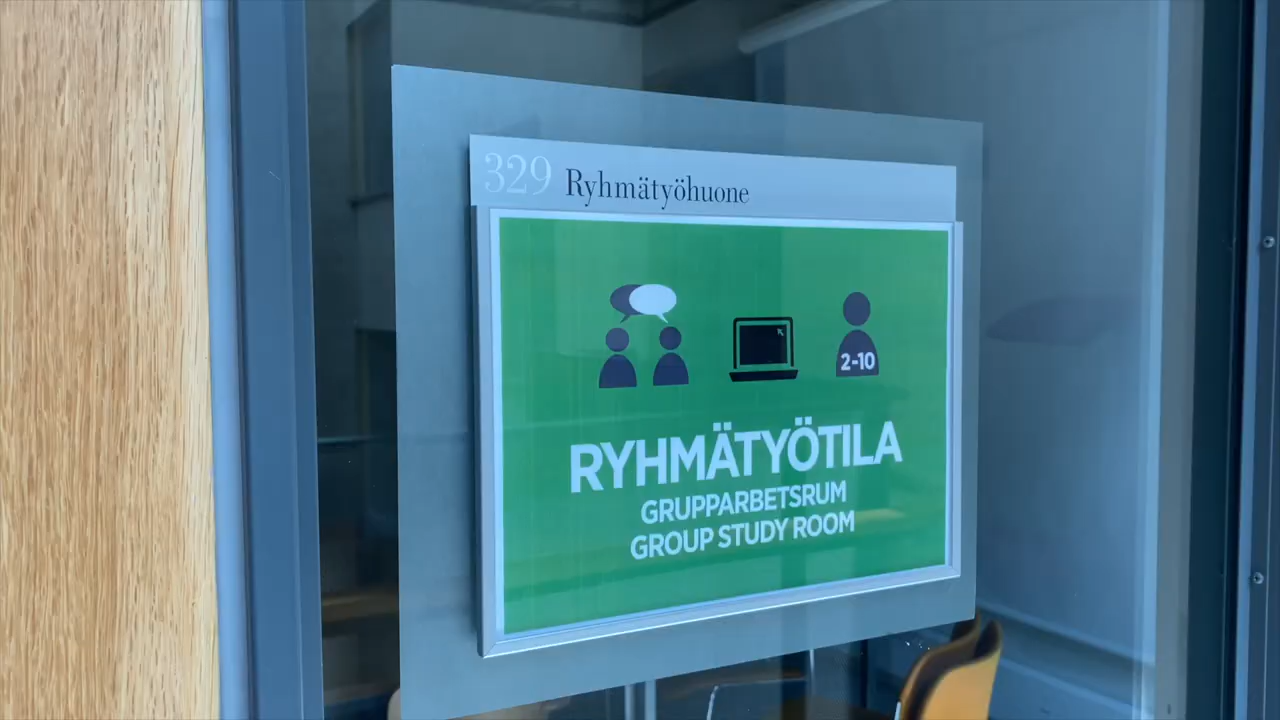 329 Ryhmätyöhuone
2-10
RYHMÄTYÖTILA
GRUPPARBETSRUM
GROUP STUDY ROOM